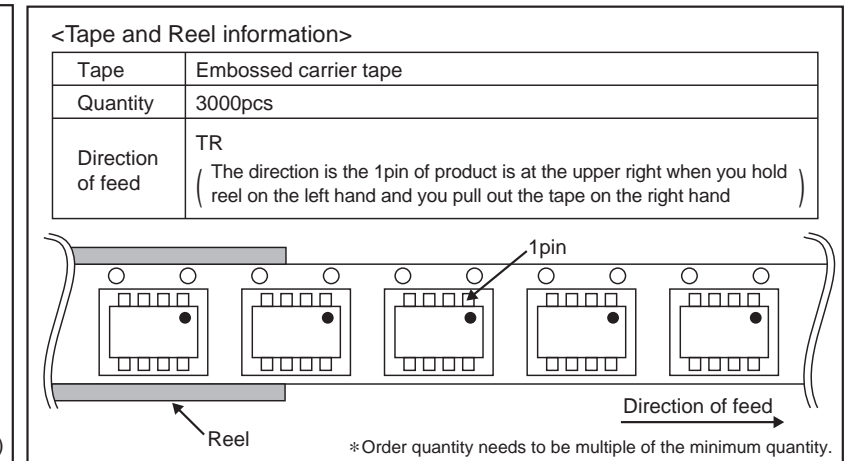 <Tape and Reel information>
Tape Embossed carrier tape
Quantity 3000pcs
Direction of feed TR
( The direction is the 1pin of product is at the upper right when you hold
reel on the left hand and you pull out the tape on the right hand )
1pin
Direction of feed
Reel
∗Order quantity needs to be multiple of the minimum quantity.
)